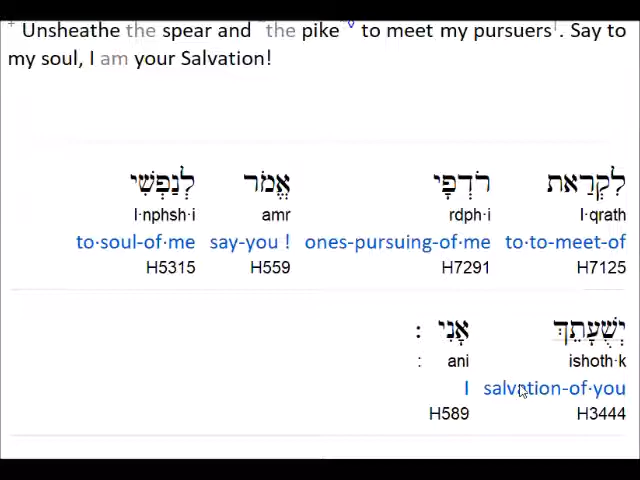 + Unsheathe the spear and ° the pike ◊ to meet my pursuers⎮. Say to
my soul, I am your Salvation!
לִקְרַאת רֹדְפָי אֱמֹר לְנַפְשִׁי
l·nphsh·i amr rdph·i l·qrath
to·soul-of·me say-you ! ones-pursuing-of·me to·to-meet-of
H5315 H559 H7291 H7125
יְשֻׁעָתֵךְ אָנִי :
: ani ishoth·k
I salvation-of·you
H589 H3444